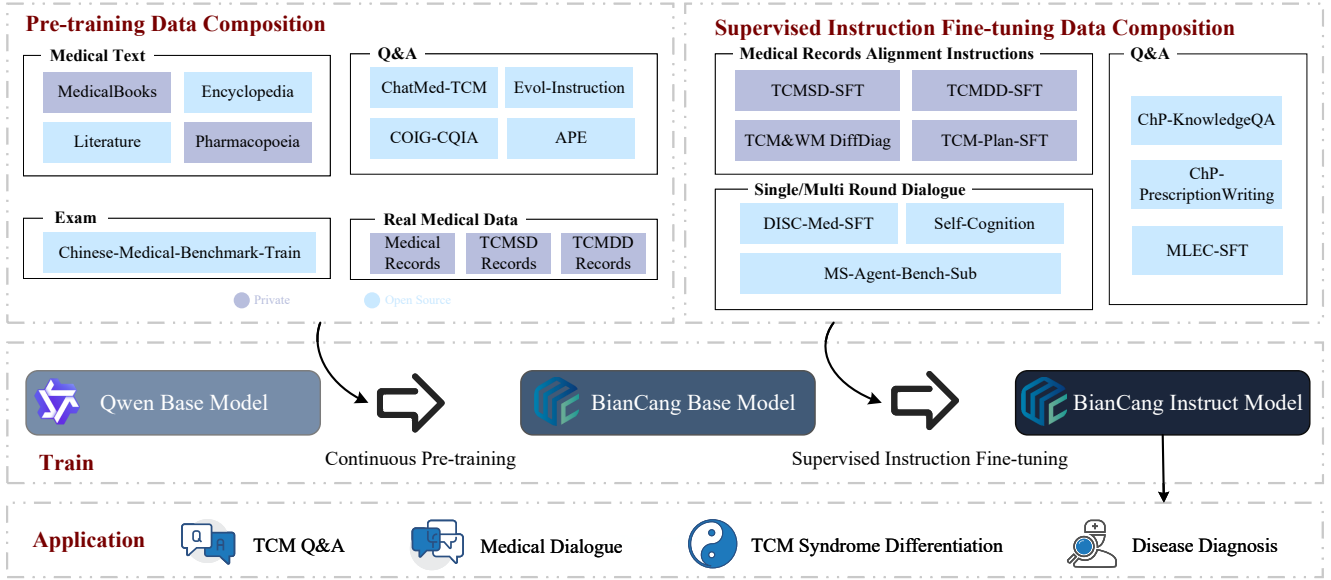 Pre-training Data Composition
Medical Text
MedicalBooks
Encyclopedia
Literature
Pharmacopoeia
Q&A
ChatMed-TCM
Evol-Instruction
COIG-CQIA
APE
Exam
Chinese-Medical-Benchmark-Train
Real Medical Data
Medical
Records
TCMSD
Records
TCMDD
Records
Private
Open Source
Supervised Instruction Fine-tuning Data Composition
Medical Records Alignment Instructions
TCMSD-SFT
TCMDD-SFT
TCM&WM DiffDiag
TCM-Plan-SFT
Single/Multi Round Dialogue
DISC-Med-SFT
Self-Cognition
MS-Agent-Bench-Sub
Q&A
ChP-KnowledgeQA
ChP-
PrescriptionWriting
MLEC-SFT
Qwen Base Model
BianCang Base Model
BianCang Instruct Model
Train
Continuous Pre-training
Supervised Instruction Fine-tuning
Application
Q
A
TCM Q&A
Medical Dialogue
TCM Syndrome Differentiation
Disease Diagnosis